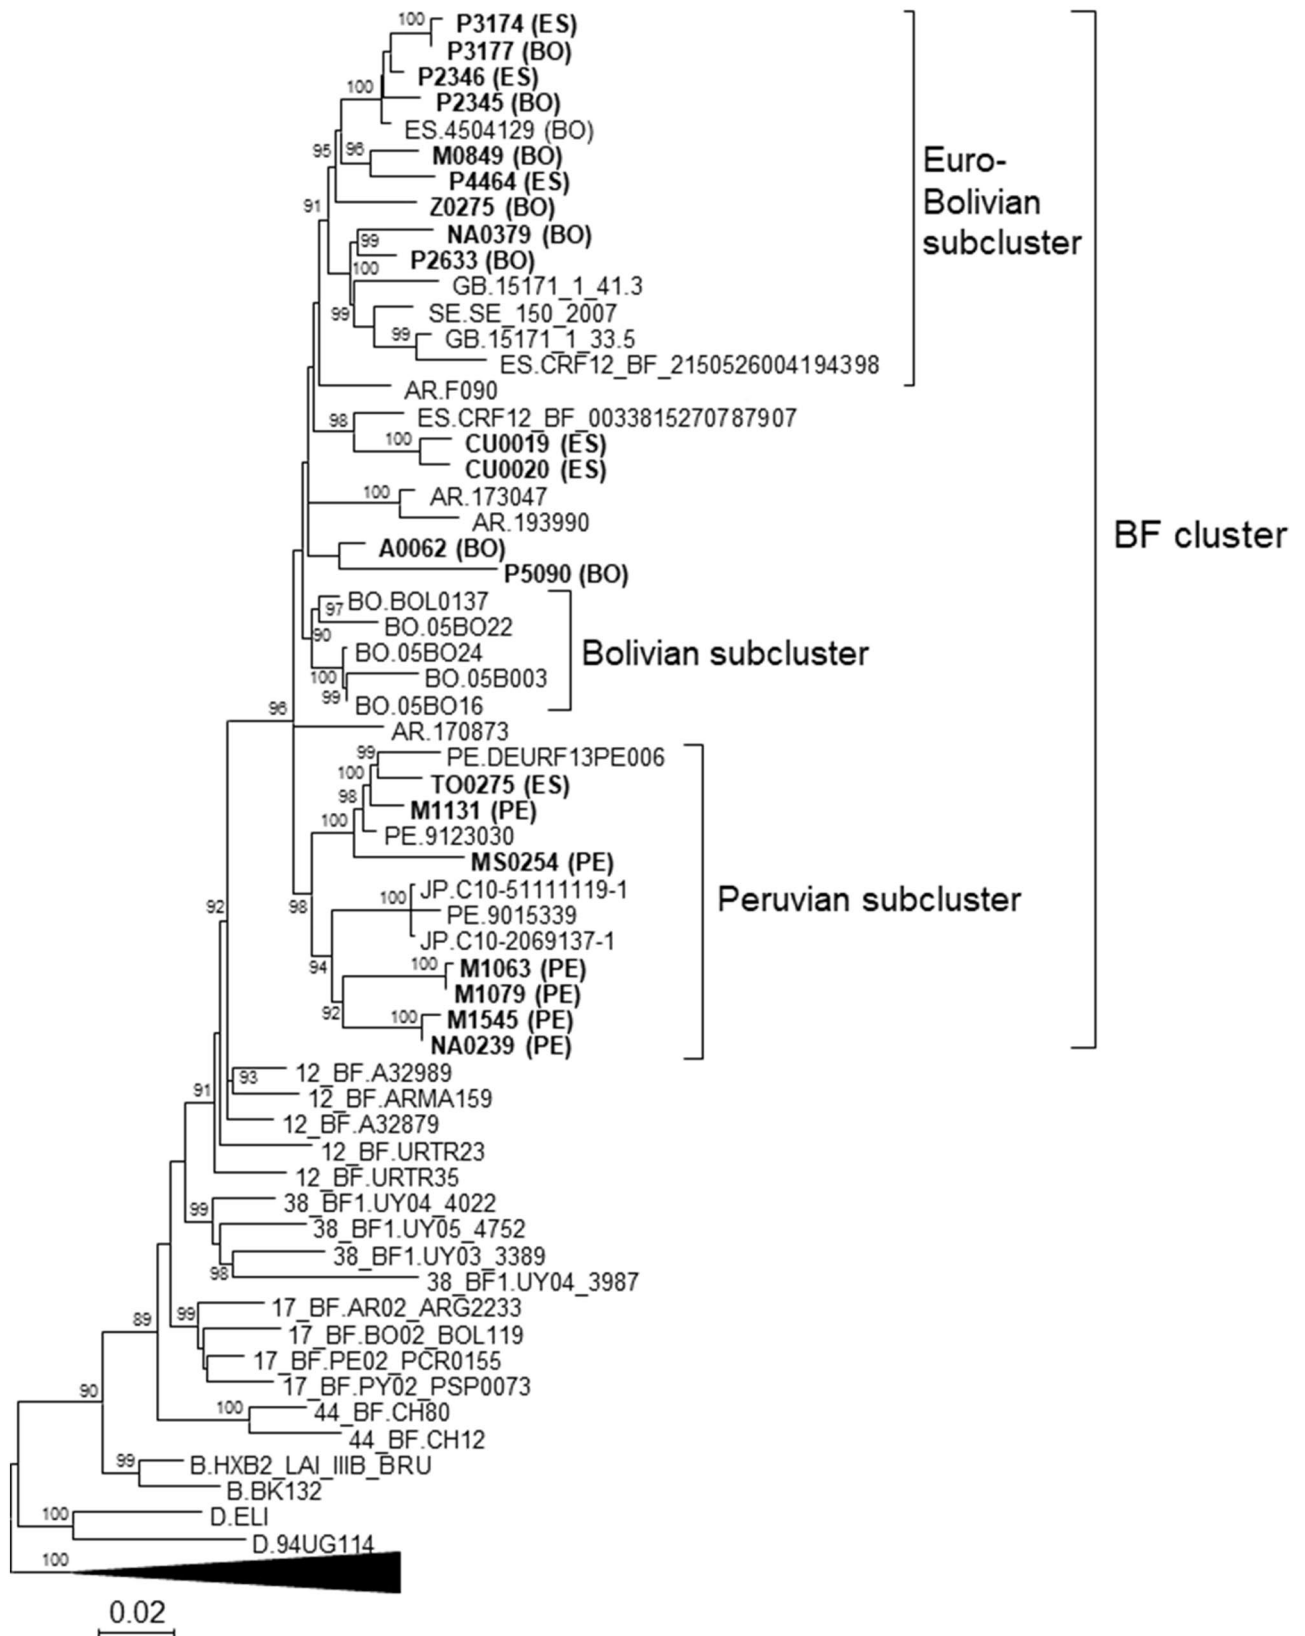 100
P3174 (ES)
P3177 (BO)
P2346 (ES)
100
P2345 (BO)
ES.4504129 (BO)
95
96
M0849 (BO)
P4464 (ES)
Z0275 (BO)
91
NA0379 (BO)
99
P2633 (BO)
100
GB.15171_1_41.3
99
SE.SE_150_2007
99
GB.15171_1_33.5
ES.CRF12_BF_2150526004194398
AR.F090
Euro-
Bolivian
subcluster
98
ES.CRF12_BF_0033815270787907
100
CU0019 (ES)
CU0020 (ES)
100
AR.173047
AR.193990
BF cluster
A0062 (BO)
P5090 (BO)
97
BO.BOL0137
BO.05BO22
90
BO.05BO24
100
BO.05B003
99
BO.05BO16
Bolivian subcluster
96
AR.170873
99
PE.DEURF13PE006
100
TO0275 (ES)
98
M1131 (PE)
100
PE.9123030
MS0254 (PE)
100
JP.C10-51111119-1
92
98
PE.9015339
JP.C10-2069137-1
Peruvian subcluster
94
100
M1063 (PE)
M1079 (PE)
92
100
M1545 (PE)
NA0239 (PE)
93
12_BF.A32989
91
12_BF.ARMA159
12_BF.A32879
12_BF.URTR23
12_BF.URTR35
99
38_BF1.UY04_4022
38_BF1.UY05_4752
38_BF1.UY03_3389
98
38_BF1.UY04_3987
89
99
17_BF.AR02_ARG2233
17_BF.BO02_BOL119
17_BF.PE02_PCR0155
17_BF.PY02_PSP0073
90
100
44_BF.CH80
44_BF.CH12
99
B.HXB2_LAI_IIIB_BRU
B.BK132
100
D.ELI
D.94UG114
100
0.02